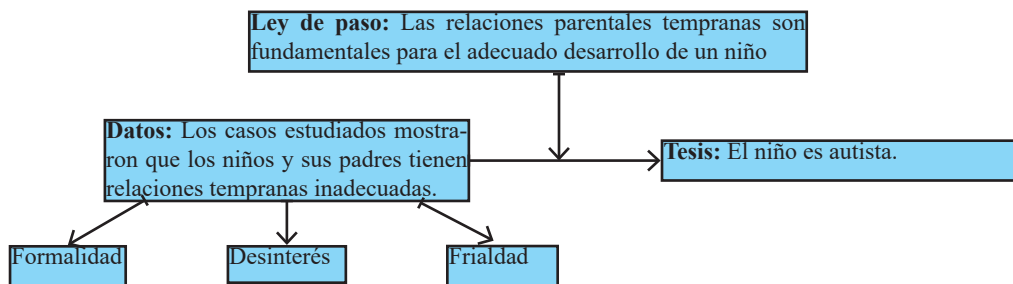 Ley de paso: Las relaciones parentales tempranas son
fundamentales para el adecuado desarrollo de un niño
Datos: Los casos estudiados mostra-
ron que los niños y sus padres tienen
relaciones tempranas inadecuadas.
Tesis: El niño es autista.
Formalidad
Desinterés
Frialdad